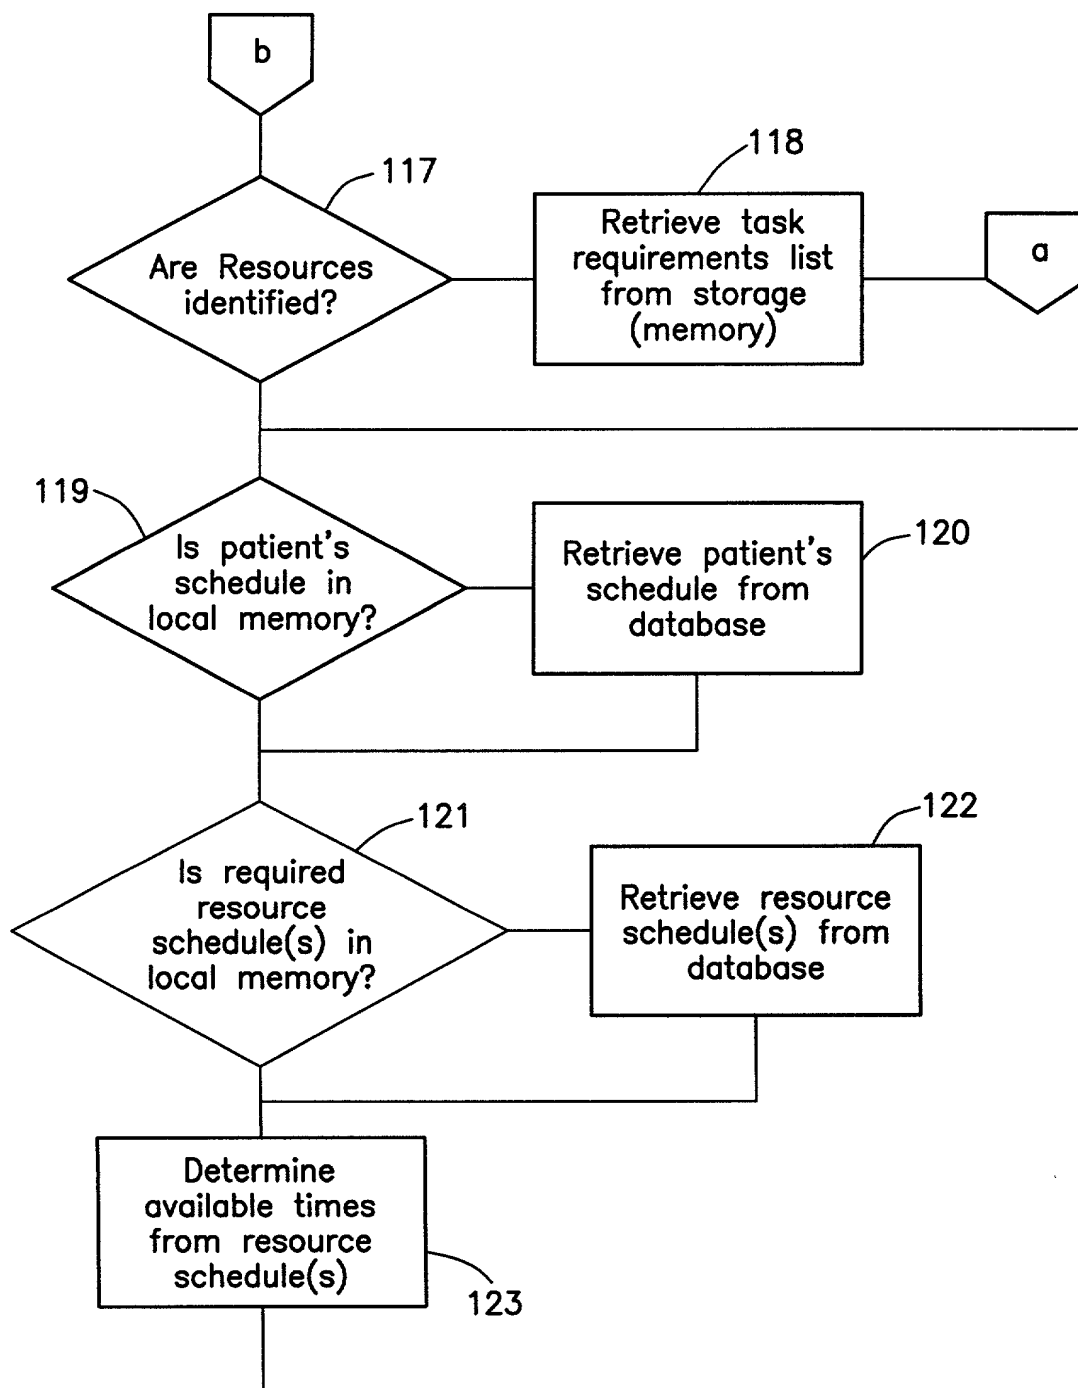 b
117
118
Are Resources
identified?
Retrieve task
requirements list
from storage
(memory)
a
119
Is patient's
schedule in
local memory?
Retrieve patient's
schedule from
database
120
121
122
Is required
resource
schedule(s) in
local memory?
Retrieve resource
schedule(s) from
database
Determine
available times
from resource
schedule(s)
123